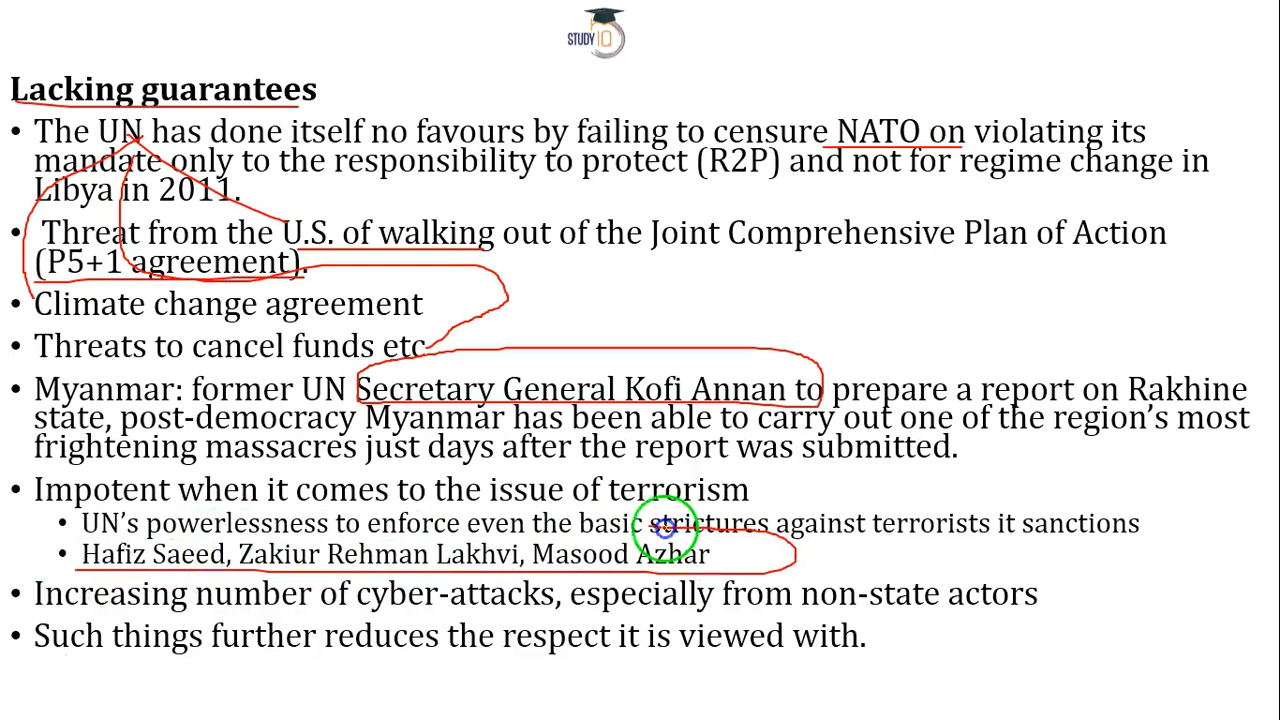 STUDY IQ
Lacking guarantees
• The UN has done itself no favours by failing to censure NATO on violating its
mandate only to the responsibility to protect (R2P) and not for regime change in
Libya in 2011.
• Threat from the U.S. of walking out of the Joint Comprehensive Plan of Action
(P5+1 agreement).
• Climate change agreement
• Threats to cancel funds etc
• Myanmar: former UN Secretary General Kofi Annan to prepare a report on Rakhine
state, post-democracy Myanmar has been able to carry out one of the region's most
frightening massacres just days after the report was submitted.
• Impotent when it comes to the issue of terrorism
• UN's powerlessness to enforce even the basic strictures against terrorists it sanctions
• Hafiz Saeed, Zakiur Rehman Lakhvi, Masood Azhar
• Increasing number of cyber-attacks, especially from non-state actors
• Such things further reduces the respect it is viewed with.